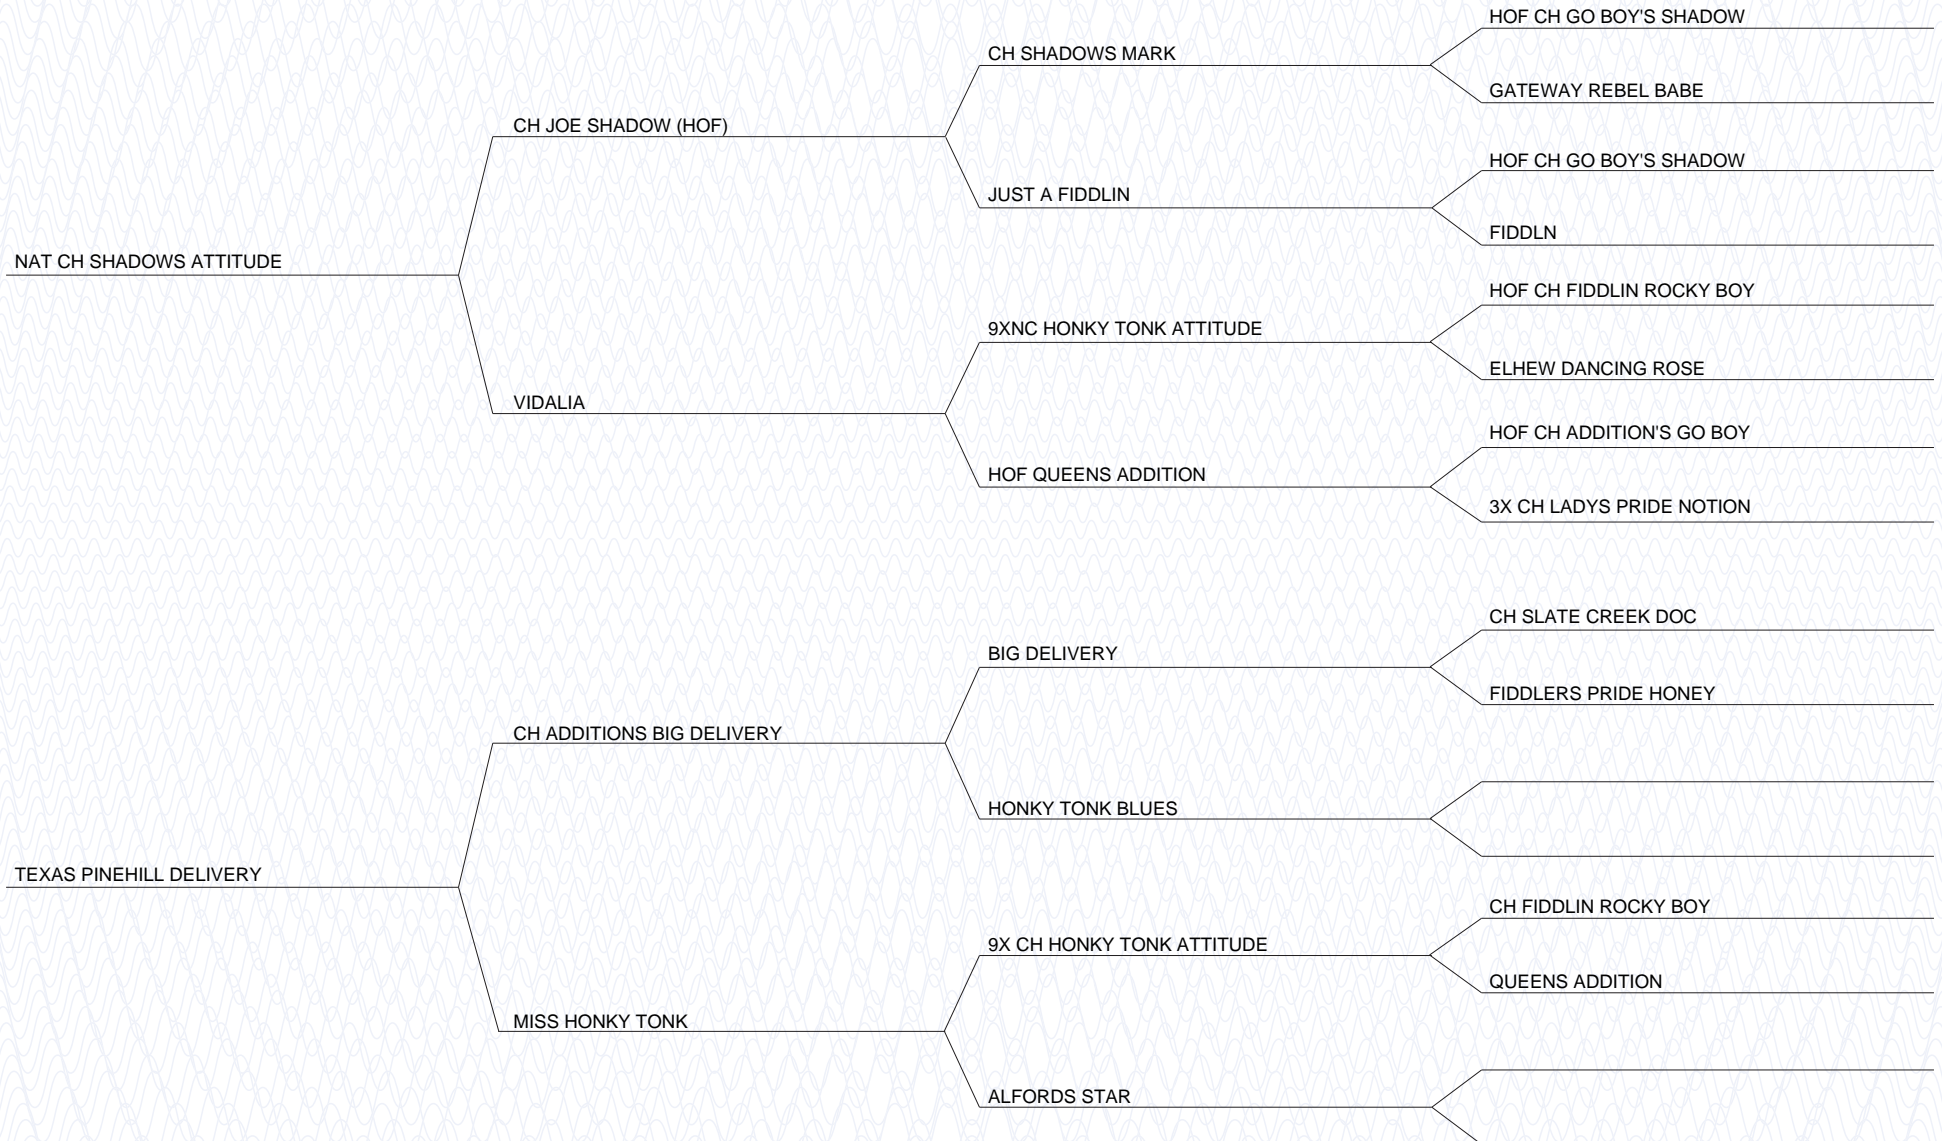 HOF CH GO BOY'S SHADOW
CH SHADOWS MARK
GATEWAY REBEL BABE
CH JOE SHADOW (HOF)
HOF CH GO BOY'S SHADOW
JUST A FIDDLIN
FIDDLN
NAT CH SHADOWS ATTITUDE
HOF CH FIDDLIN ROCKY BOY
9XNC HONKY TONK ATTITUDE
ELHEW DANCING ROSE
VIDALIA
HOF CH ADDITION'S GO BOY
HOF QUEENS ADDITION
3X CH LADYS PRIDE NOTION
CH SLATE CREEK DOC
BIG DELIVERY
FIDDLERS PRIDE HONEY
CH ADDITIONS BIG DELIVERY
HONKY TONK BLUES
TEXAS PINEHILL DELIVERY
CH FIDDLIN ROCKY BOY
9X CH HONKY TONK ATTITUDE
QUEENS ADDITION
MISS HONKY TONK
ALFORDS STAR